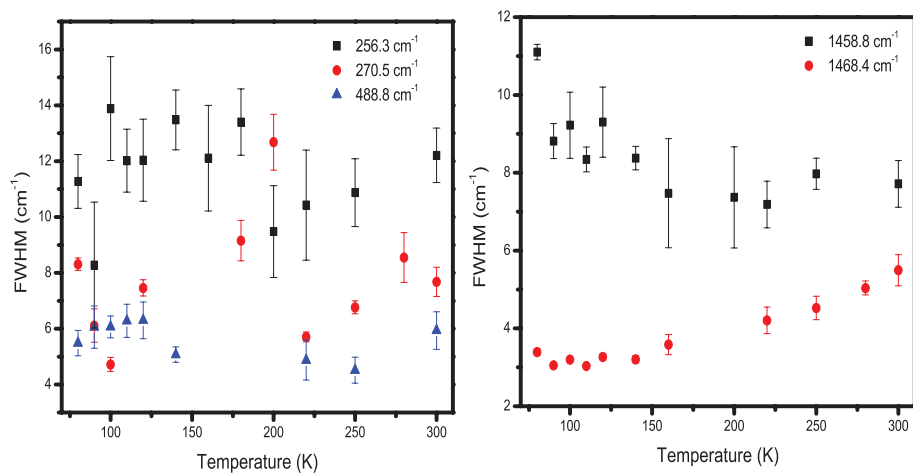 16
14
12
10
8
6
4
FWHM (cm⁻¹)
256.3 cm⁻¹
270.5 cm⁻¹
488.8 cm⁻¹
100
150
200
250
300
Temperature (K)
12
10
8
6
4
2
FWHM (cm⁻¹)
1458.8 cm⁻¹
1468.4 cm⁻¹
100
150
200
250
300
Temperature (K)